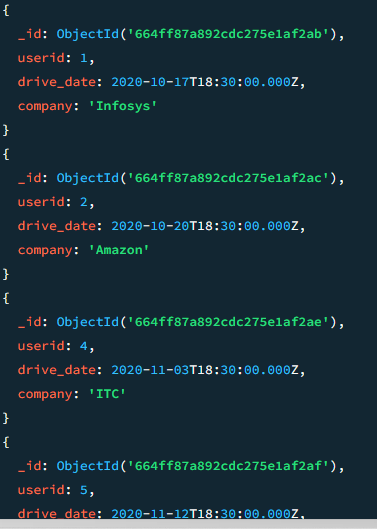 {
_id: ObjectId('664ff87a892cdc275e1af2ab'),
userid: 1,
drive_date: 2020-10-17T18:30:00.000Z,
company: 'Infosys'
}
{
_id: ObjectId('664ff87a892cdc275e1af2ac'),
userid: 2,
drive_date: 2020-10-20T18:30:00.000Z,
company: 'Amazon'
}
{
_id: ObjectId('664ff87a892cdc275e1af2ae'),
userid: 4,
drive_date: 2020-11-03T18:30:00.000Z,
company: 'ITC'
}
{
_id: ObjectId('664ff87a892cdc275e1af2af'),
userid: 5,
drive_date: 2020-11-12T18:30:00.000Z,